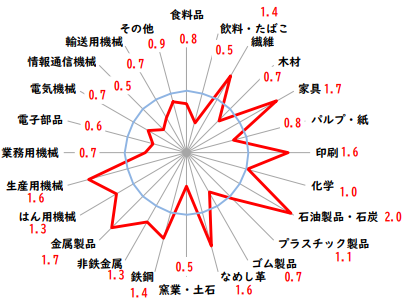 食料品
0.8
飲料・たばこ
0.5
繊維
1.4
木材
0.7
家具 1.7
パルプ・紙
0.8
印刷 1.6
化学
1.0
石油製品・石炭 2.0
プラスチック製品
1.1
ゴム製品
0.7
なめし革
1.6
窯業・土石
0.5
鉄鋼
1.4
非鉄金属
1.3
金属製品
1.7
はん用機械
1.3
生産用機械
1.6
業務用機械 0.7
電子部品
0.6
電気機械
0.7
情報通信機械
0.5
輸送用機械
0.7
その他
0.9